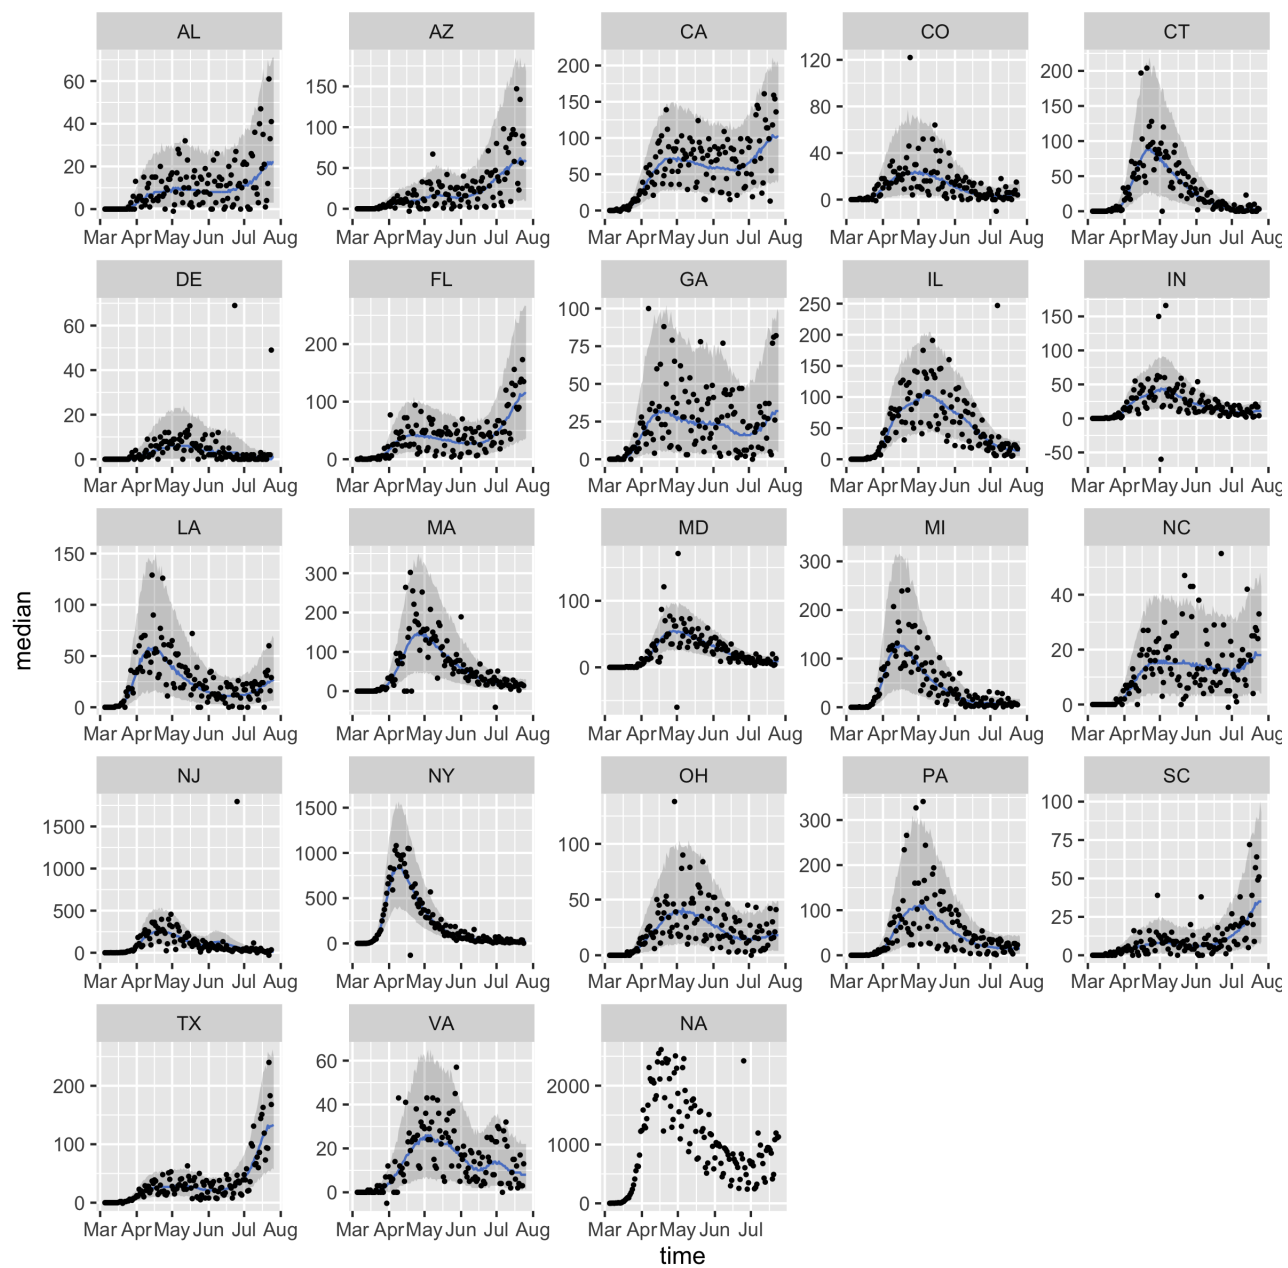 AL AZ CA CO CT
60 40 20 0
150 100 50 0
200 150 100 50 0
120 80 40 0
200 150 100 50 0
Mar Apr May Jun Jul Aug Mar Apr May Jun Jul Aug Mar Apr May Jun Jul Aug Mar Apr May Jun Jul Aug Mar Apr May Jun Jul Aug
DE FL GA IL IN
60 40 20 0
200 100 0
100 75 50 25 0
250 200 150 100 50 0
150 100 50 0 -50
Mar Apr May Jun Jul Aug Mar Apr May Jun Jul Aug Mar Apr May Jun Jul Aug Mar Apr May Jun Jul Aug Mar Apr May Jun Jul Aug
LA MA MD MI NC
150 100 50 0
300 200 100 0
100 0
300 200 100 0
40 20 0
Mar Apr May Jun Jul Aug Mar Apr May Jun Jul Aug Mar Apr May Jun Jul Aug Mar Apr May Jun Jul Aug Mar Apr May Jun Jul Aug
median
NJ NY OH PA SC
1500 1000 500 0
1500 1000 500 0
100 50 0
300 200 100 0
100 75 50 25 0
Mar Apr May Jun Jul Aug Mar Apr May Jun Jul Aug Mar Apr May Jun Jul Aug Mar Apr May Jun Jul Aug Mar Apr May Jun Jul Aug
TX VA NA
200 100 0
60 40 20 0
2000 1000 0
Mar Apr May Jun Jul Aug Mar Apr May Jun Jul Aug Mar Apr May Jun Jul
time